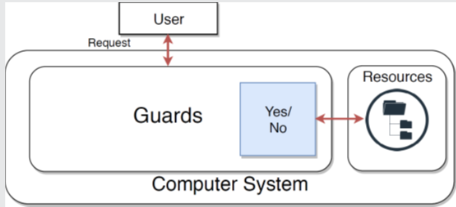 User
Request
Resources
Guards
Yes/
No
Computer System